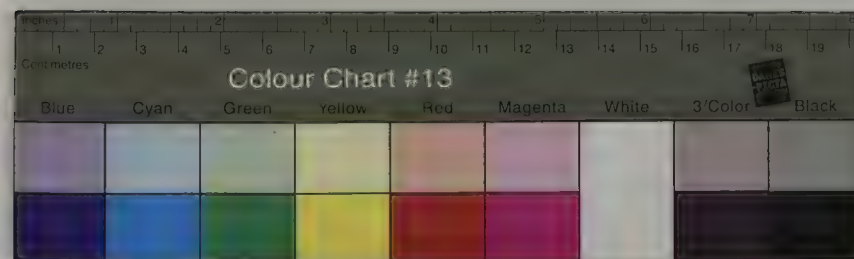 Inches 1 2 3 4 5 6 7 8
1 2 3 4 5 6 7 8 9 10 11 12 13 14 15 16 17 18 19
Centimetres
Colour Chart #13
Blue Cyan Green Yellow Red Magenta White 3/Color Black